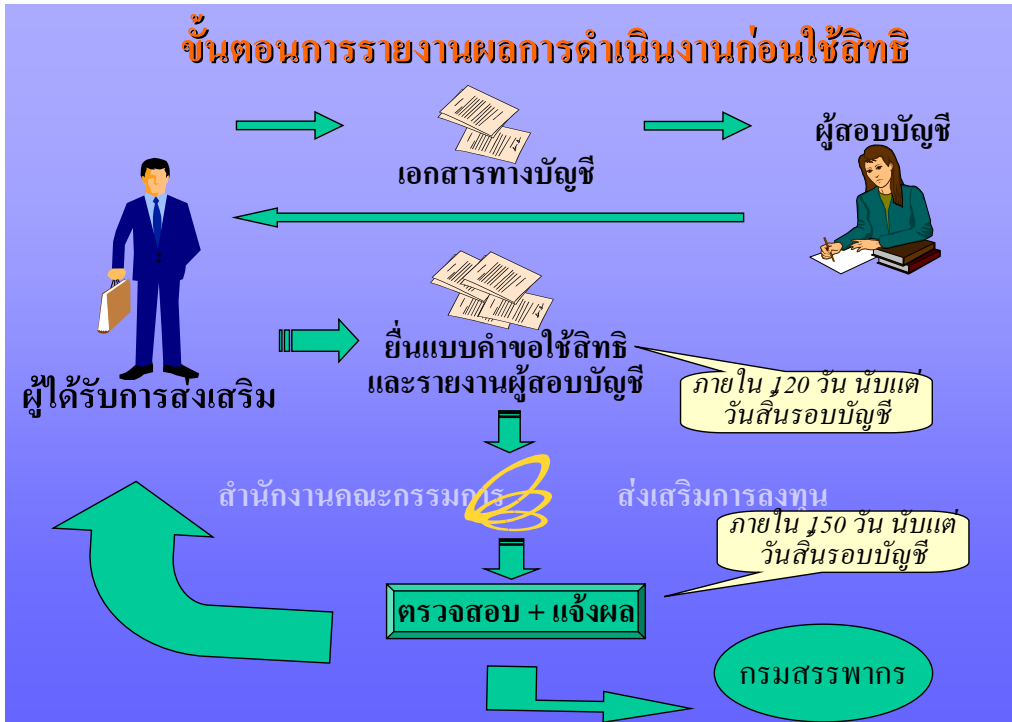 ขั้นตอนการรายงานผลการดำเนินงานก่อนใช้สิทธิ
ผู้สอบบัญชี
เอกสารทางบัญชี
ยื่นแบบคำขอใช้สิทธิ
และรายงานผู้สอบบัญชี
ผู้ได้รับการส่งเสริม
ภายใน 120 วัน นับแต่
วันสิ้นรอบบัญชี
สำนักงานคณะกรรมการ ส่งเสริมการลงทุน
ภายใน 150 วัน นับแต่
วันสิ้นรอบบัญชี
ตรวจสอบ + แจ้งผล
กรมสรรพากร